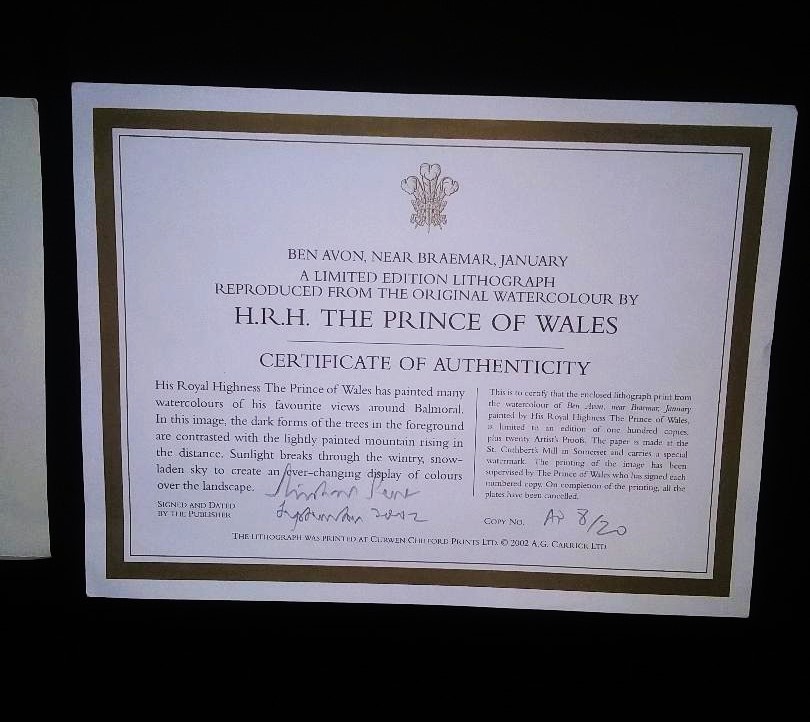 BEN AVON, NEAR BRAEMAR, JANUARY
A LIMITED EDITION LITHOGRAPH
REPRODUCED FROM THE ORIGINAL WATERCOLOUR BY
H.R.H. THE PRINCE OF WALES
CERTIFICATE OF AUTHENTICITY
His Royal Highness The Prince of Wales has painted many
watercolours of his favourite views around Balmoral.
In this image, the dark forms of the trees in the foreground
are contrasted with the lightly painted mountain rising in
the distance. Sunlight breaks through the wintry, snow-
laden sky to create an ever-changing display of colours
over the landscape.
SIGNED AND DATED
BY THE PUBLISHER
September 2002
This is to certify that the enclosed lithograph print from
the watercolour of Ben Avon, near Braemar, January
painted by His Royal Highness The Prince of Wales,
is limited to an edition of one hundred copies,
plus twenty Artist's Proofs. The paper is made at the
St. Cuthbert's Mill in Somerset and carries a special
watermark. The printing of the image has been
supervised by The Prince of Wales who has signed each
numbered copy. On completion of the printing, all the
plates have been cancelled.
COPY NO. AP 8/20
THE LITHOGRAPH WAS PRINTED AT CURWEN CHILFORD PRINTS LTD. © 2002 A.G. CARRICK LTD